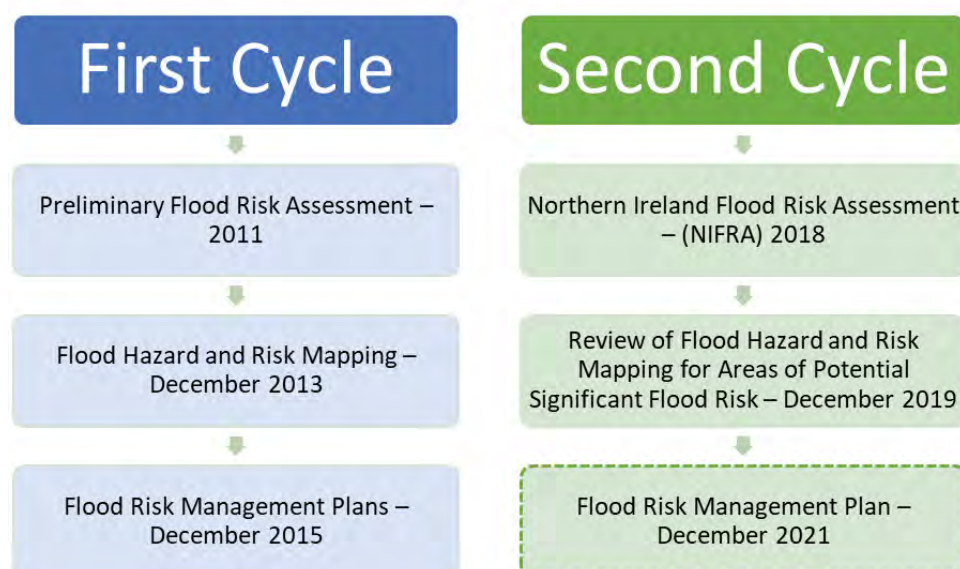 First Cycle
Preliminary Flood Risk Assessment –
2011
Flood Hazard and Risk Mapping –
December 2013
Flood Risk Management Plans –
December 2015
Second Cycle
Northern Ireland Flood Risk Assessment
– (NIFRA) 2018
Review of Flood Hazard and Risk
Mapping for Areas of Potential
Significant Flood Risk – December 2019
Flood Risk Management Plan –
December 2021